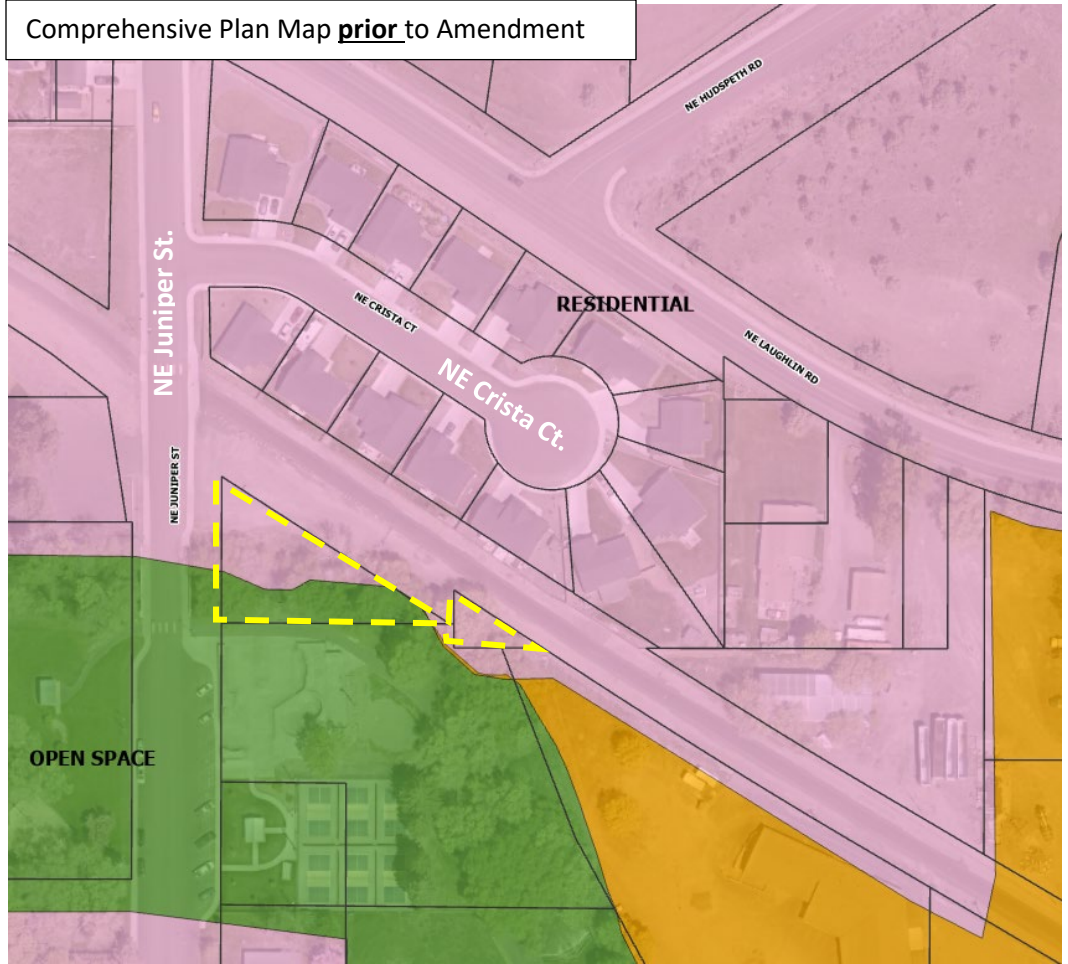 Comprehensive Plan Map prior to Amendment
NE HUDSPETH RD
NE Juniper St.
NE CRISTA CT
RESIDENTIAL
NE LAUGHLIN RD
NE Crista Ct.
NE JUNIPER ST
OPEN SPACE